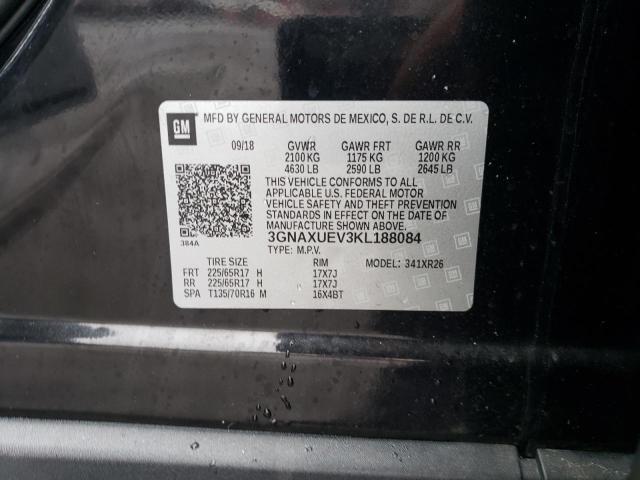 GM
MFD BY GENERAL MOTORS DE MEXICO, S. DE R.L. DE C.V.
09/18 GVWR GAWR FRT GAWR RR
2100 KG 1175 KG 1200 KG
4630 LB 2590 LB 2645 LB
THIS VEHICLE CONFORMS TO ALL
APPLICABLE U.S. FEDERAL MOTOR
VEHICLE SAFETY AND THEFT PREVENTION
STANDARDS IN EFFECT ON THE DATE OF
MANUFACTURE SHOWN ABOVE.
384A
3GNAXUEV3KL188084
TYPE: M.P.V.
TIRE SIZE RIM MODEL: 341XR26
FRT 225/65R17 H 17X7J
RR 225/65R17 H 17X7J
SPA T135/70R16 M 16X4BT